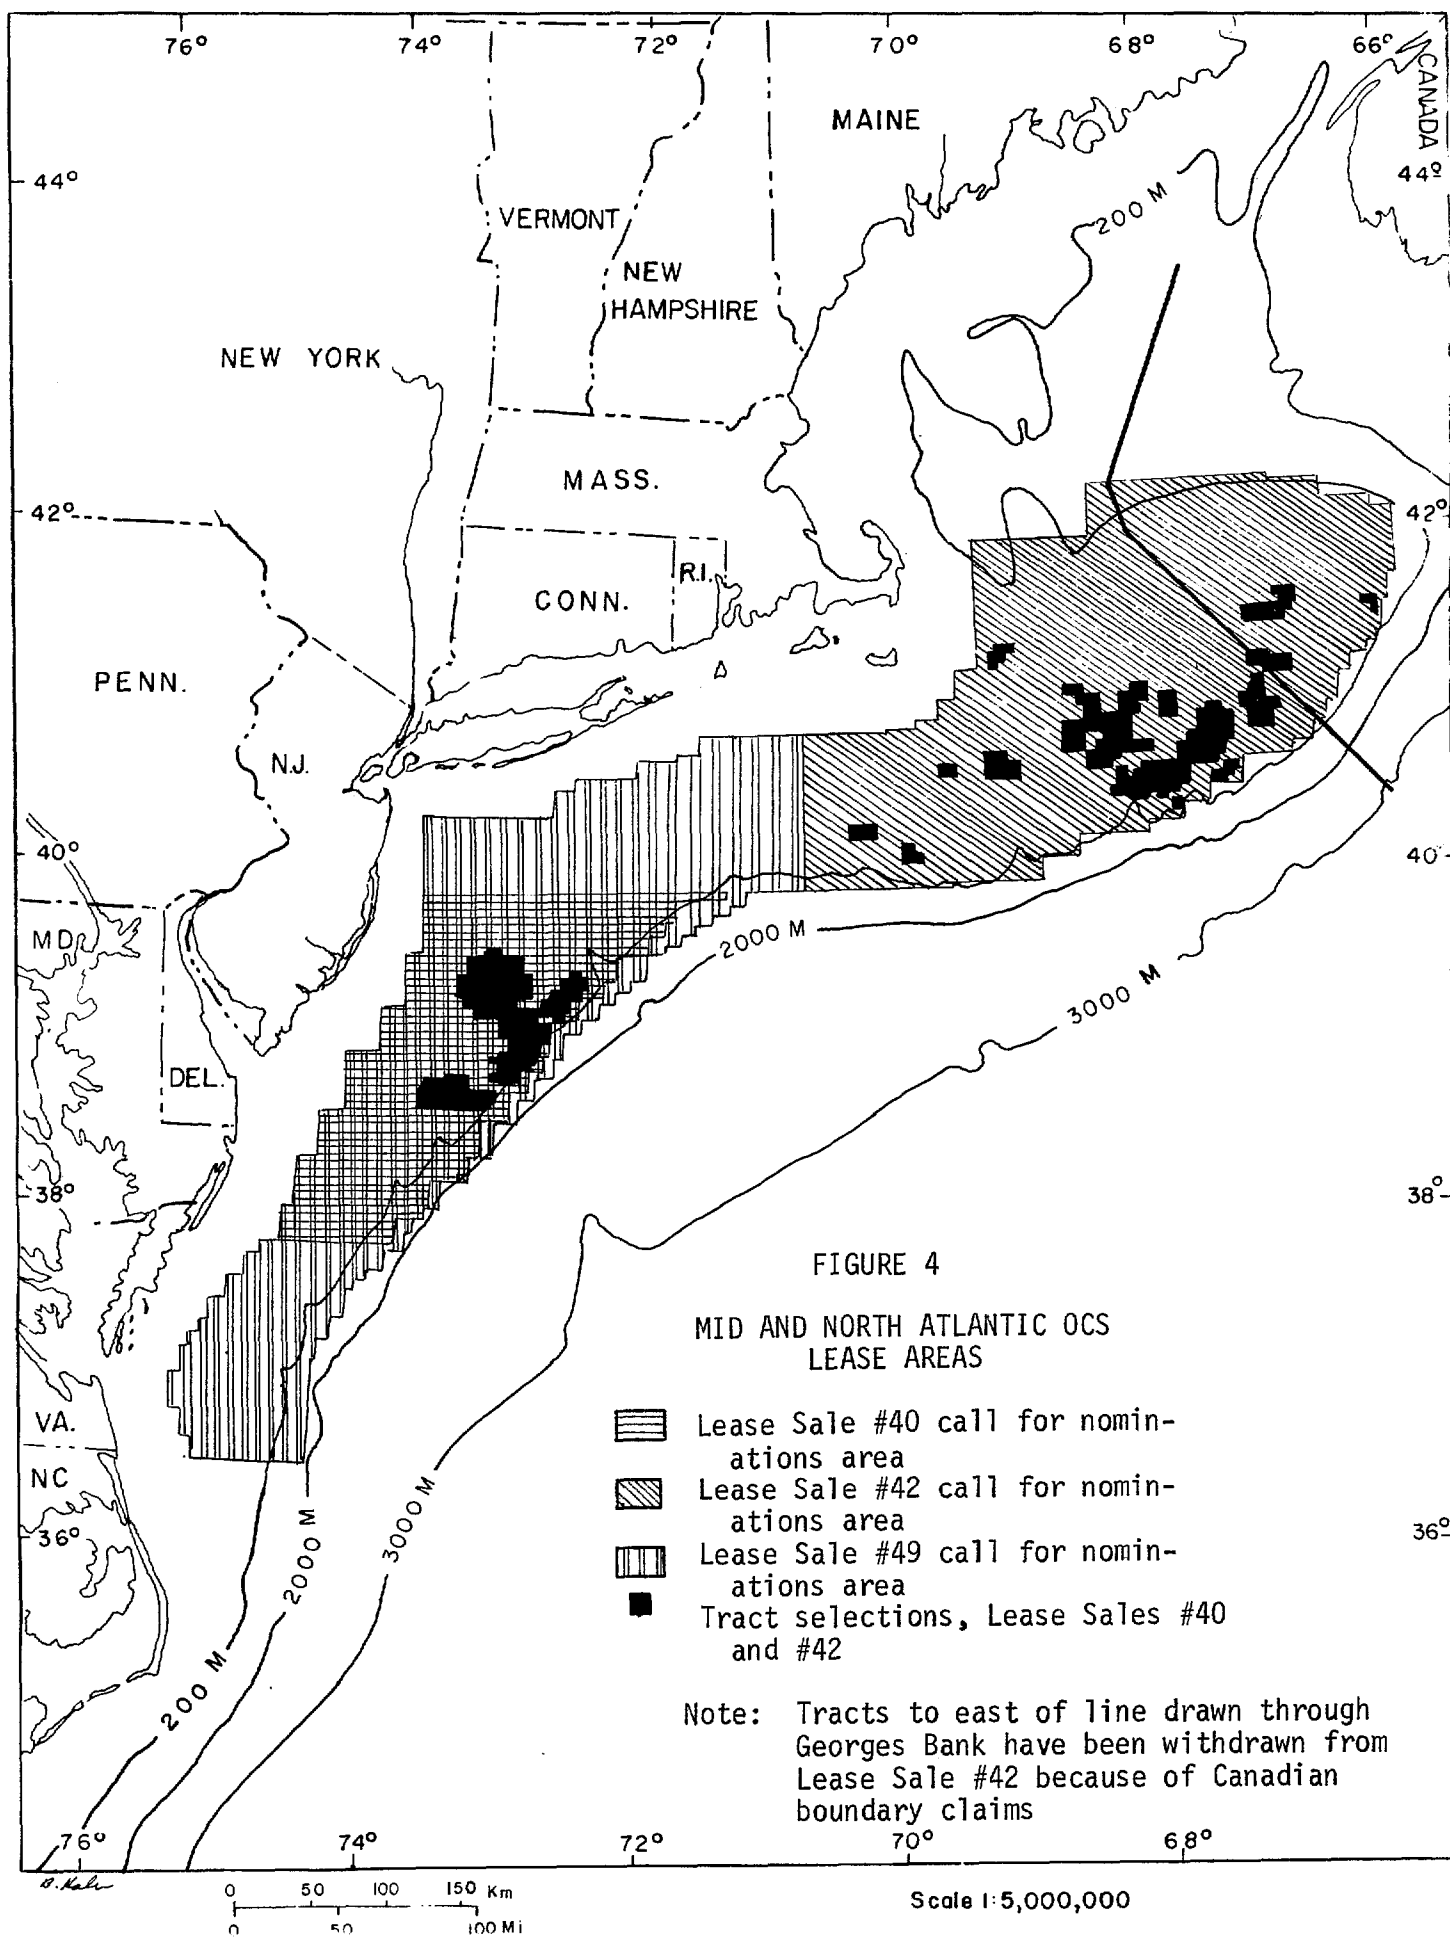 76° 74° 72° 70° 68° 66°
CANADA
MAINE
44° 44°
200 M
VERMONT
NEW
HAMPSHIRE
NEW YORK
MASS.
42° 42°
R.I.
CONN.
PENN.
N.J.
40° 40°
MD.
2000 M
3000 M
DEL.
38° 38°
FIGURE 4
MID AND NORTH ATLANTIC OCS
LEASE AREAS
VA.
NC
Lease Sale #40 call for nomin-
ations area
Lease Sale #42 call for nomin-
ations area
36° 36°
2000 M
3000 M
Lease Sale #49 call for nomin-
ations area
Tract selections, Lease Sales #40
and #42
200 M
Note: Tracts to east of line drawn through
Georges Bank have been withdrawn from
Lease Sale #42 because of Canadian
boundary claims
76° 74° 72° 70° 68°
0 50 100 150 Km
0 50 100 Mi
Scale 1:5,000,000